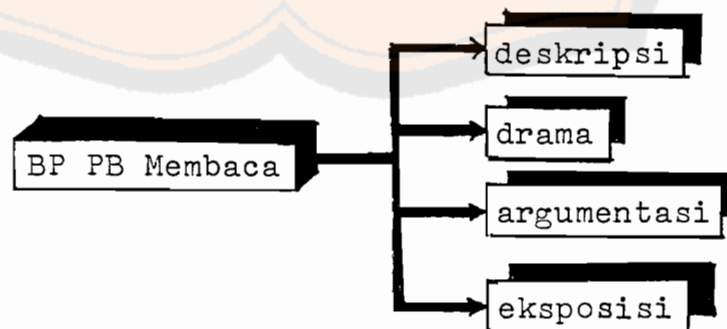 deskripsi
drama
BP PB Membaca
argumentasi
eksposisi